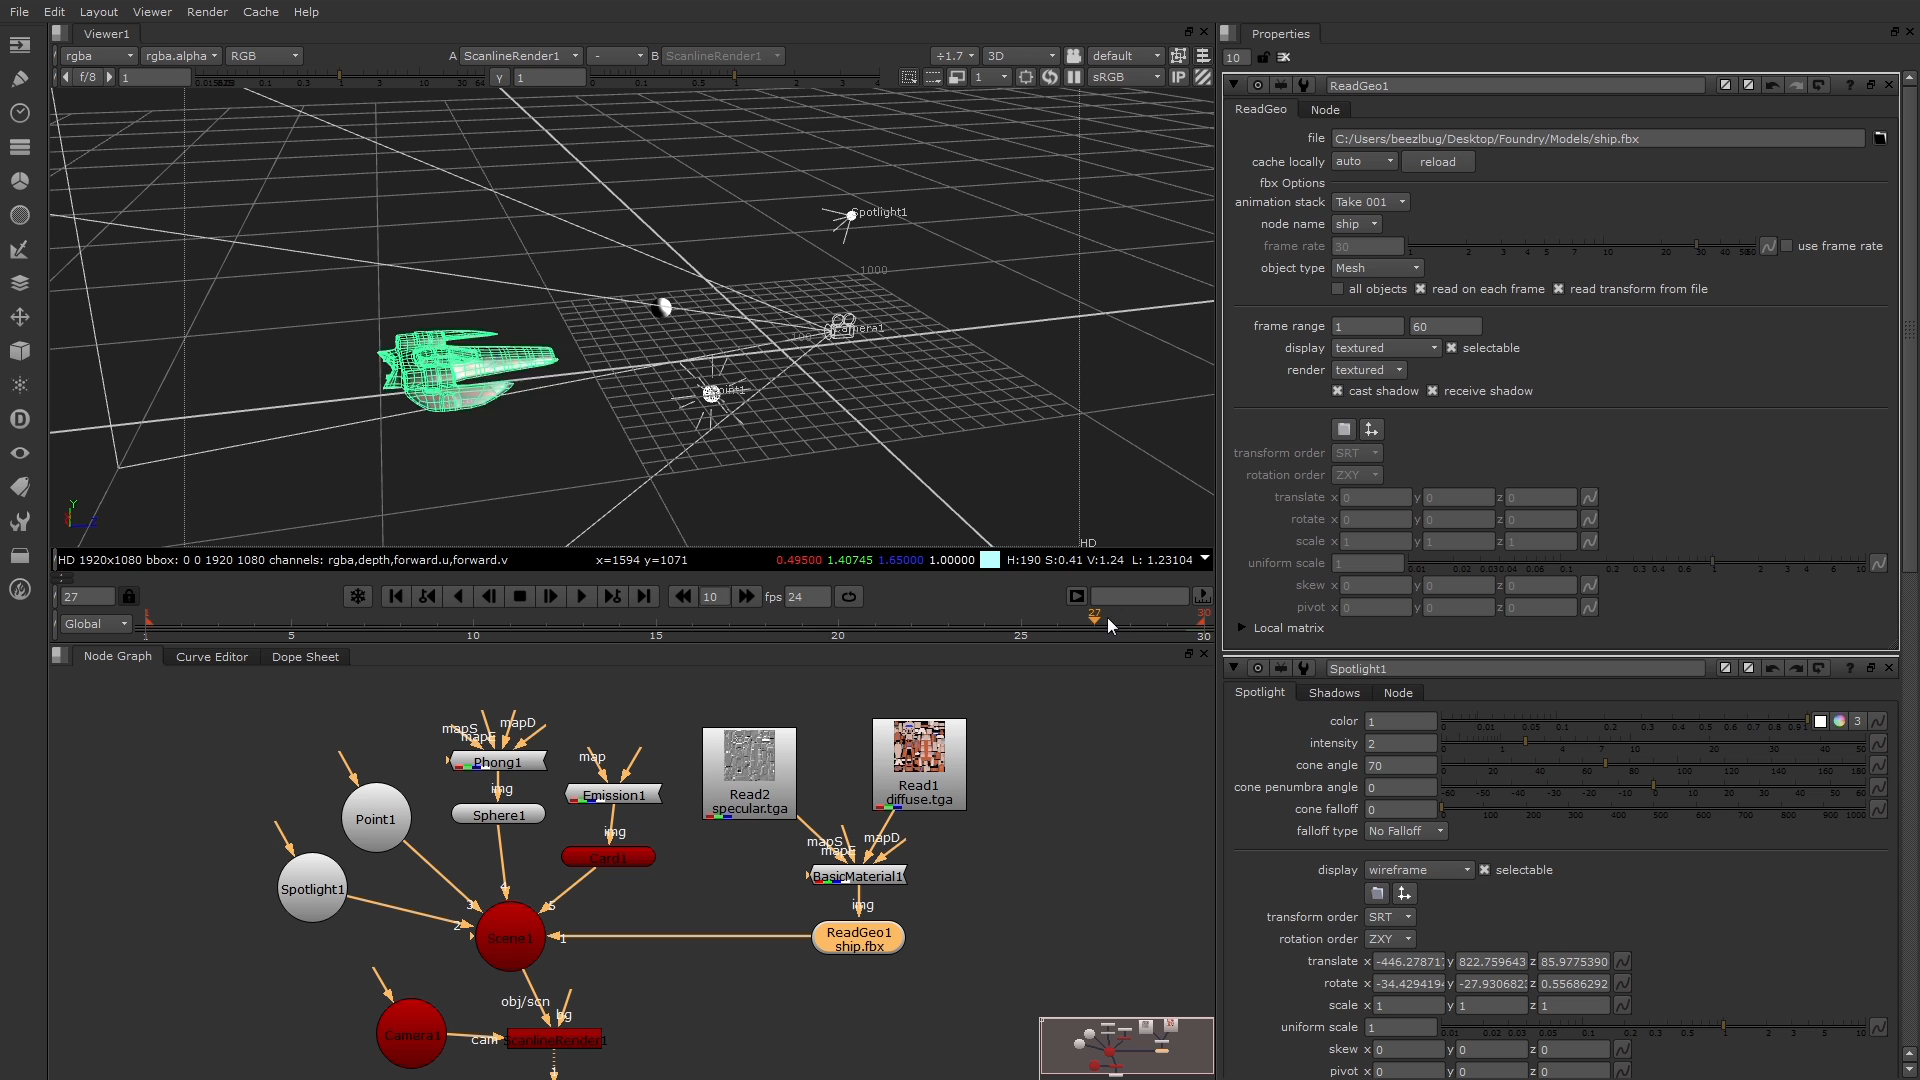 File Edit Layout Viewer Render Cache Help
Viewer1
rgba rgba.alpha RGB A ScanlineRender1 - B ScanlineRender1 ÷1.7 3D default
f/8 1 γ 1 1 sRGB IP
Spotlight1
1000
Camera1
100
HD
HD 1920x1080 bbox: 0 0 1920 1080 channels: rgba,depth,forward.u,forward.v x=1594 y=1071 0.49500 1.40745 1.65000 1.00000 H:190 S:0.41 V:1.24 L: 1.23104
27 10 fps 24
Global 1 5 10 15 20 25 27 30
Node Graph Curve Editor Dope Sheet
mapS mapD
Phong1
img
Sphere1
map
Emission1
img
Card1
Point1
Spotlight1
Read2
specular.tga
Read1
diffuse.tga
mapS mapD
BasicMaterial1
img
ReadGeo1
ship.fbx
Scene1
1
2
obj/scn
bg
Camera1
cam
ScanlineRender1
Properties
10
ReadGeo1
ReadGeo Node
file C:/Users/beezlbug/Desktop/Foundry/Models/ship.fbx
cache locally auto reload
fbx Options
animation stack Take 001
node name ship
frame rate 30 use frame rate
object type Mesh
all objects read on each frame read transform from file
frame range 1 60
display textured selectable
render textured
cast shadow receive shadow
transform order SRT
rotation order ZXY
translate x 0 y 0 z 0
rotate x 0 y 0 z 0
scale x 1 y 1 z 1
uniform scale 1
skew x 0 y 0 z 0
pivot x 0 y 0 z 0
Local matrix
Spotlight1
Spotlight Shadows Node
color 1 3
intensity 2
cone angle 70
cone penumbra angle 0
cone falloff 0
falloff type No Falloff
display wireframe selectable
transform order SRT
rotation order ZXY
translate x -446.27871 y 822.759643 z 85.9775390
rotate x -34.429419 y -27.93068 z 0.55686292
scale x 1 y 1 z 1
uniform scale 1
skew x 0 y 0 z 0
pivot x 0 y 0 z 0